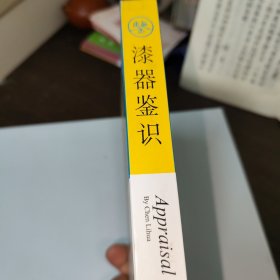 漆器鉴识
Appraisal
By Chen Lihua